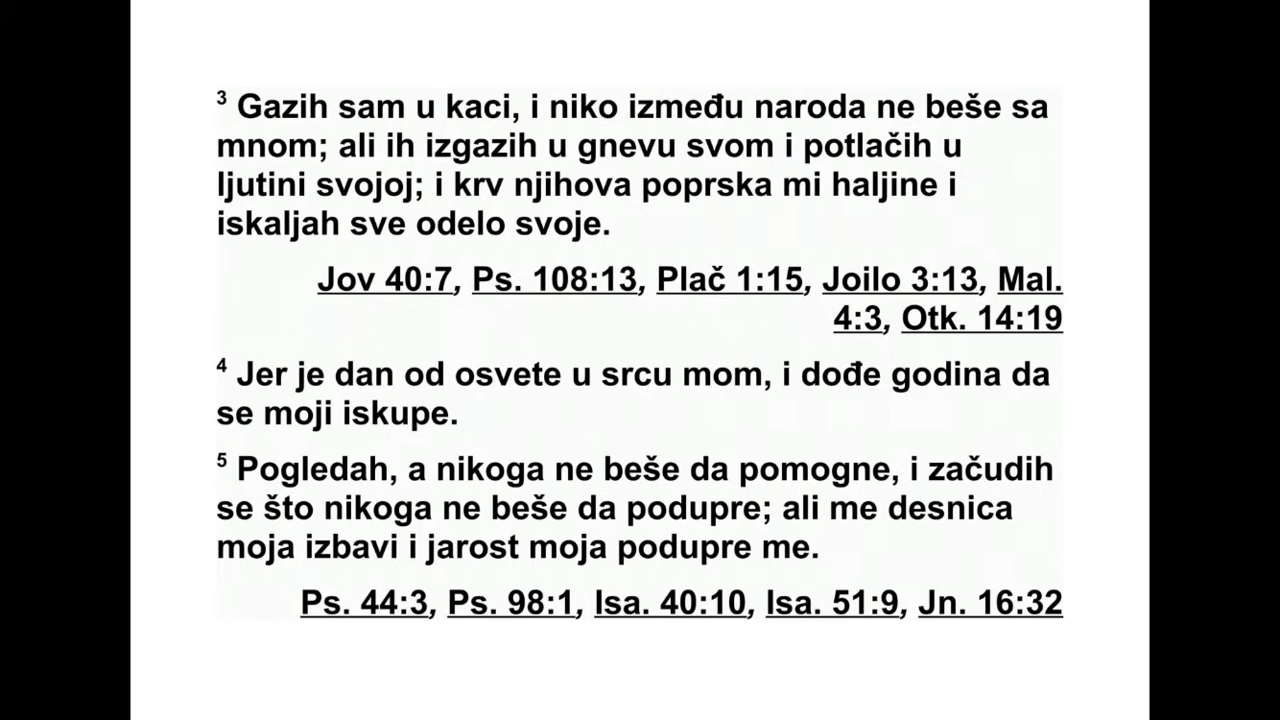 3 Gazih sam u kaci, i niko između naroda ne beše sa
mnom; ali ih izgazih u gnevu svom i potlačih u
ljutini svojoj; i krv njihova poprska mi haljine i
iskaljah sve odelo svoje.
Jov 40:7, Ps. 108:13, Plač 1:15, Joilo 3:13, Mal.
4:3, Otk. 14:19
4 Jer je dan od osvete u srcu mom, i dođe godina da
se moji iskupe.
5 Pogledah, a nikoga ne beše da pomogne, i začudih
se što nikoga ne beše da podupre; ali me desnica
moja izbavi i jarost moja podupre me.
Ps. 44:3, Ps. 98:1, Isa. 40:10, Isa. 51:9, Jn. 16:32